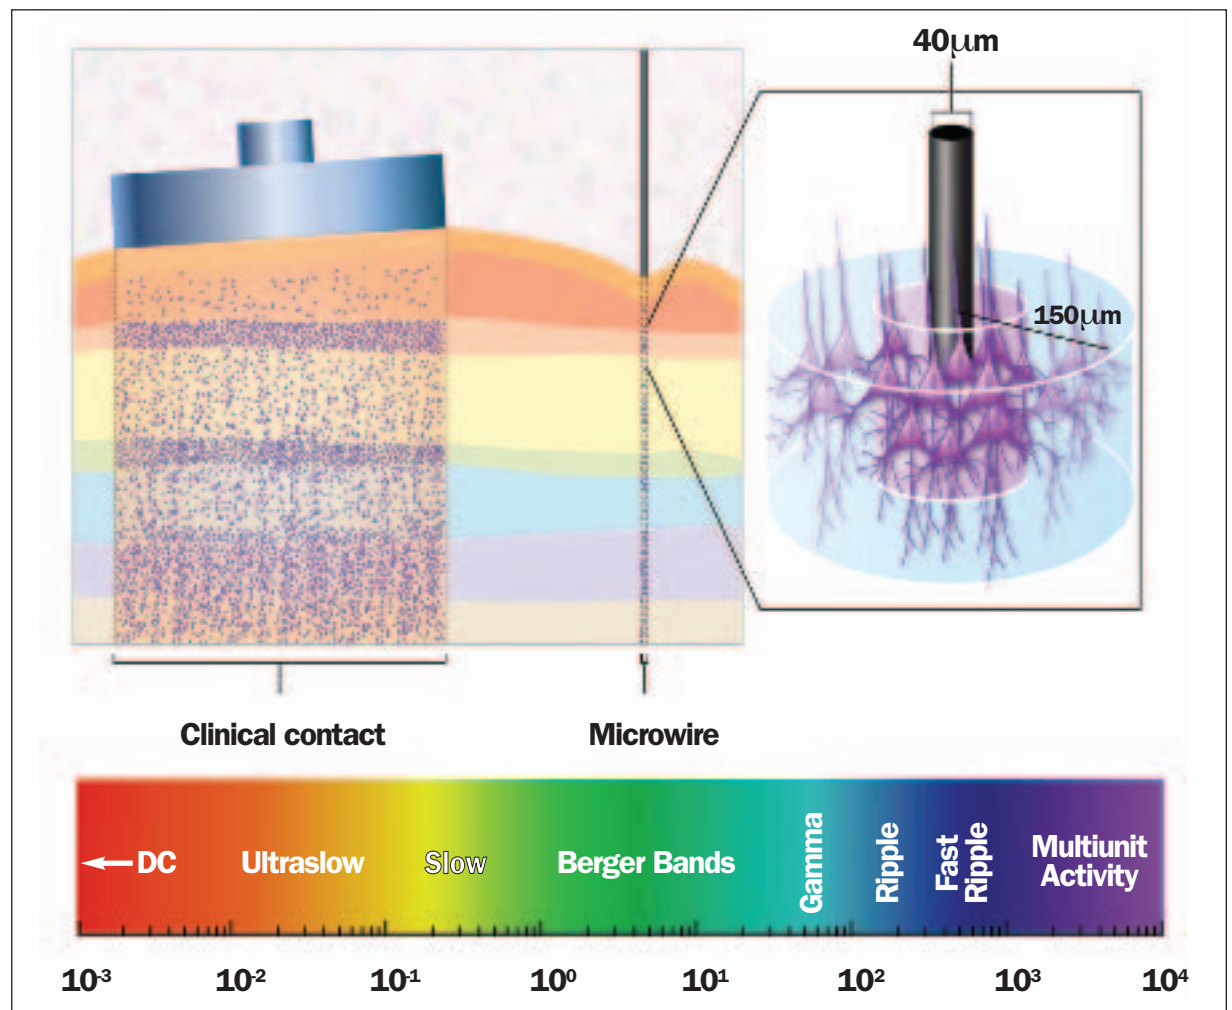 40µm
150µm
Clinical contact
Microwire
DC
Ultraslow
Slow
Berger Bands
Gamma
Ripple
Fast
Ripple
Multiunit
Activity
10⁻³ 10⁻² 10⁻¹ 10⁰ 10¹ 10² 10³ 10⁴